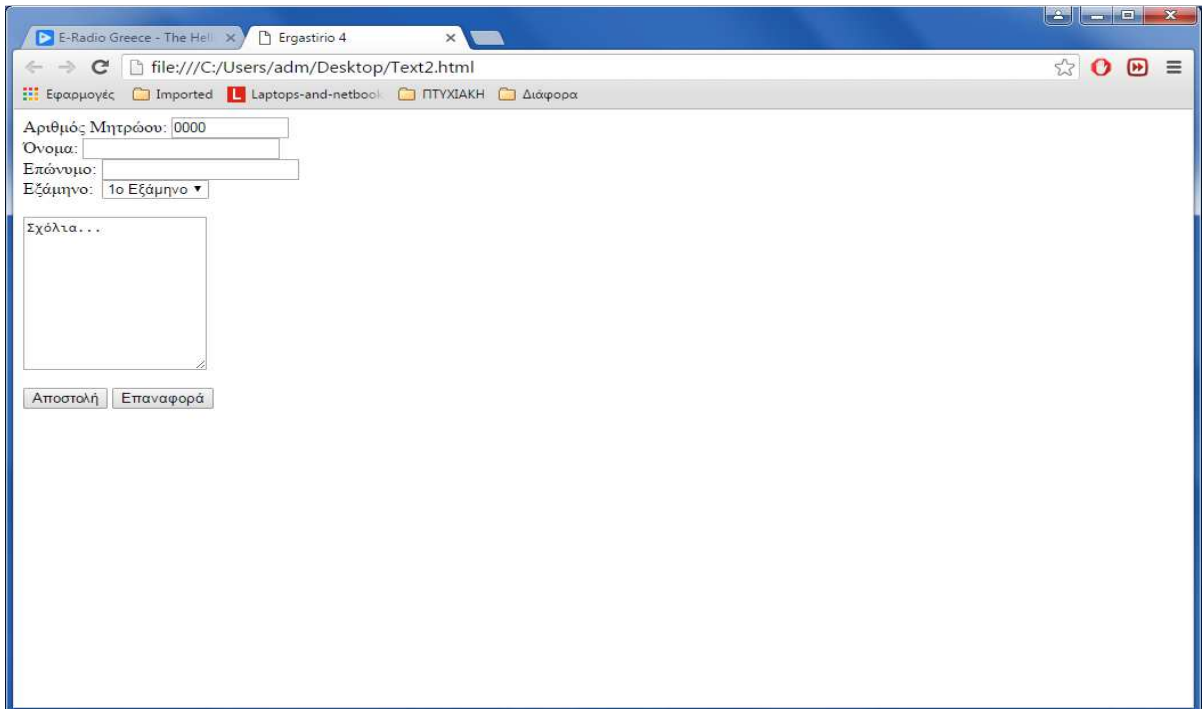 E-Radio Greece - The Hell
Ergastirio 4
file:///C:/Users/adm/Desktop/Text2.html
Εφαρμογές Imported L Laptops-and-netbook ΠΤΥΧΙΑΚΗ Διάφορα
Αριθμός Μητρώου: 0000
Όνομα:
Επώνυμο:
Εξάμηνο: 1ο Εξάμηνο
Σχόλια...
Αποστολή Επαναφορά